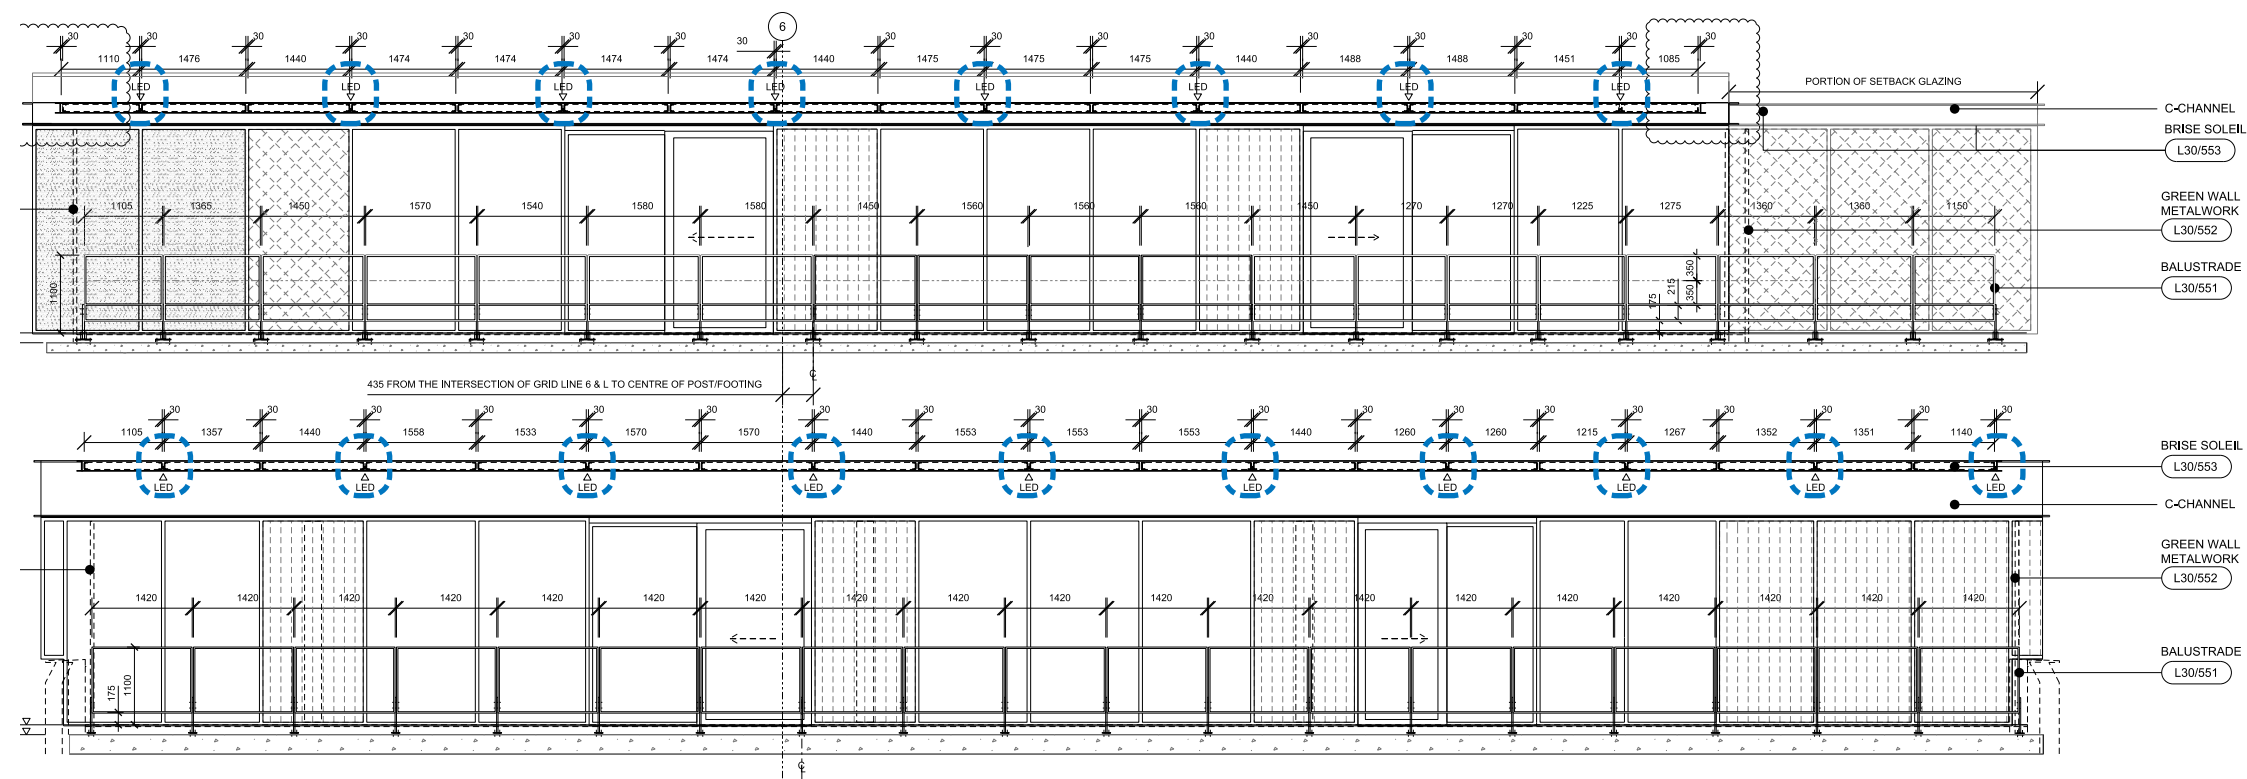 6
30 30 30 30 30 30 30 30 30 30 30 30 30 30 30 30
1110 1476 1440 1474 1474 1474 1474 1440 1475 1475 1475 1440 1488 1488 1451 1085
LED LED LED LED LED LED LED LED
PORTION OF SETBACK GLAZING
C-CHANNEL
BRISE SOLEIL
L30/553
GREEN WALL
METALWORK
L30/552
1105 1365 1450 1570 1540 1580 1580 1450 1560 1560 1560 1450 1270 1270 1225 1275 1360 1360 1150
BALUSTRADE
L30/551
1100
175 215 350 350
435 FROM THE INTERSECTION OF GRID LINE 6 & L TO CENTRE OF POST/FOOTING
30 30 30 30 30 30 30 30 30 30 30 30 30 30 30 30 30 30
1105 1357 1440 1558 1533 1570 1570 1440 1553 1553 1553 1440 1260 1260 1215 1267 1352 1351 1140
LED LED LED LED LED LED LED LED LED LED
BRISE SOLEIL
L30/553
C-CHANNEL
GREEN WALL
METALWORK
L30/552
1420 1420 1420 1420 1420 1420 1420 1420 1420 1420 1420 1420 1420 1420 1420 1420 1420 1420 1420
BALUSTRADE
L30/551
175 1100